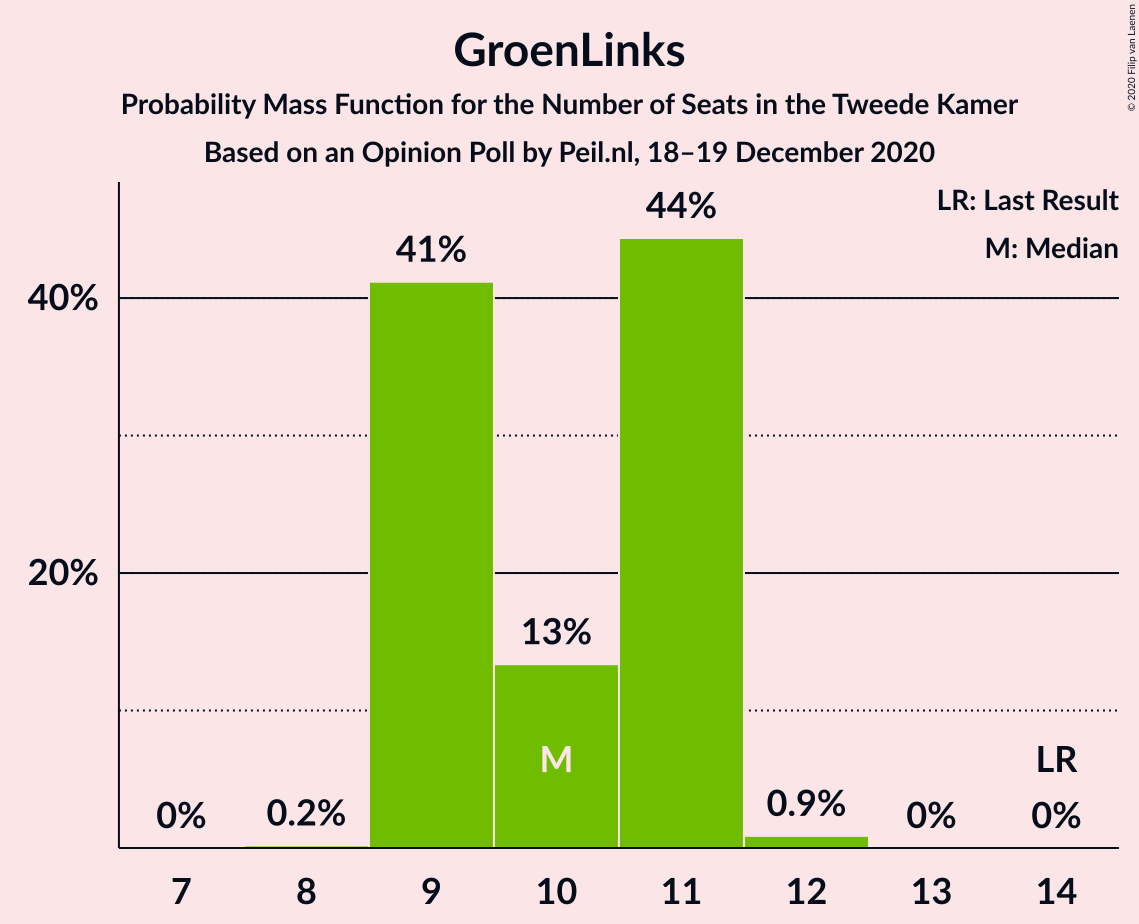 GroenLinks
Probability Mass Function for the Number of Seats in the Tweede Kamer
Based on an Opinion Poll by Peil.nl, 18–19 December 2020
© 2020 Filip van Laenen
LR: Last Result
M: Median
40%
20%
0%
0.2%
41%
13%
44%
0.9%
0%
0%
M
LR
7 8 9 10 11 12 13 14